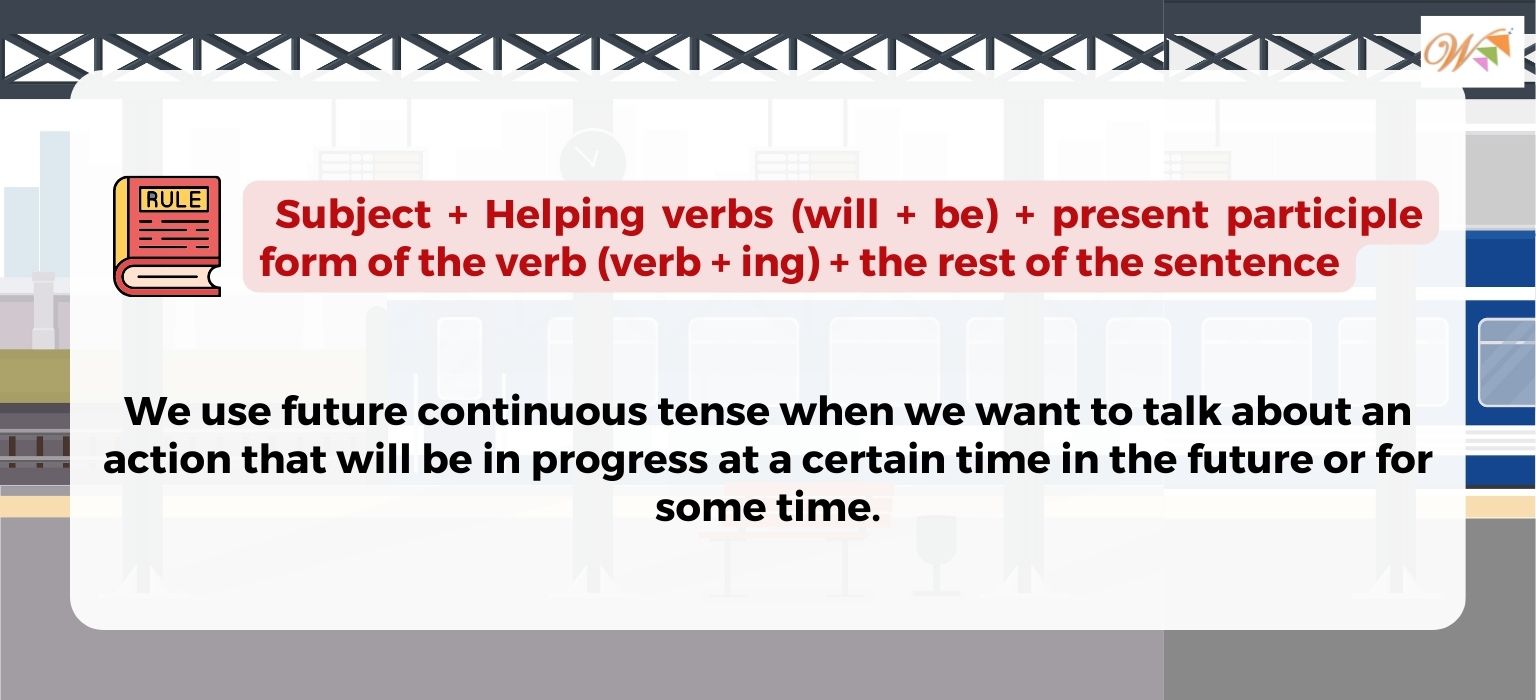 RULE
Subject + Helping verbs (will + be) + present participle
form of the verb (verb + ing) + the rest of the sentence
We use future continuous tense when we want to talk about an
action that will be in progress at a certain time in the future or for
some time.
W